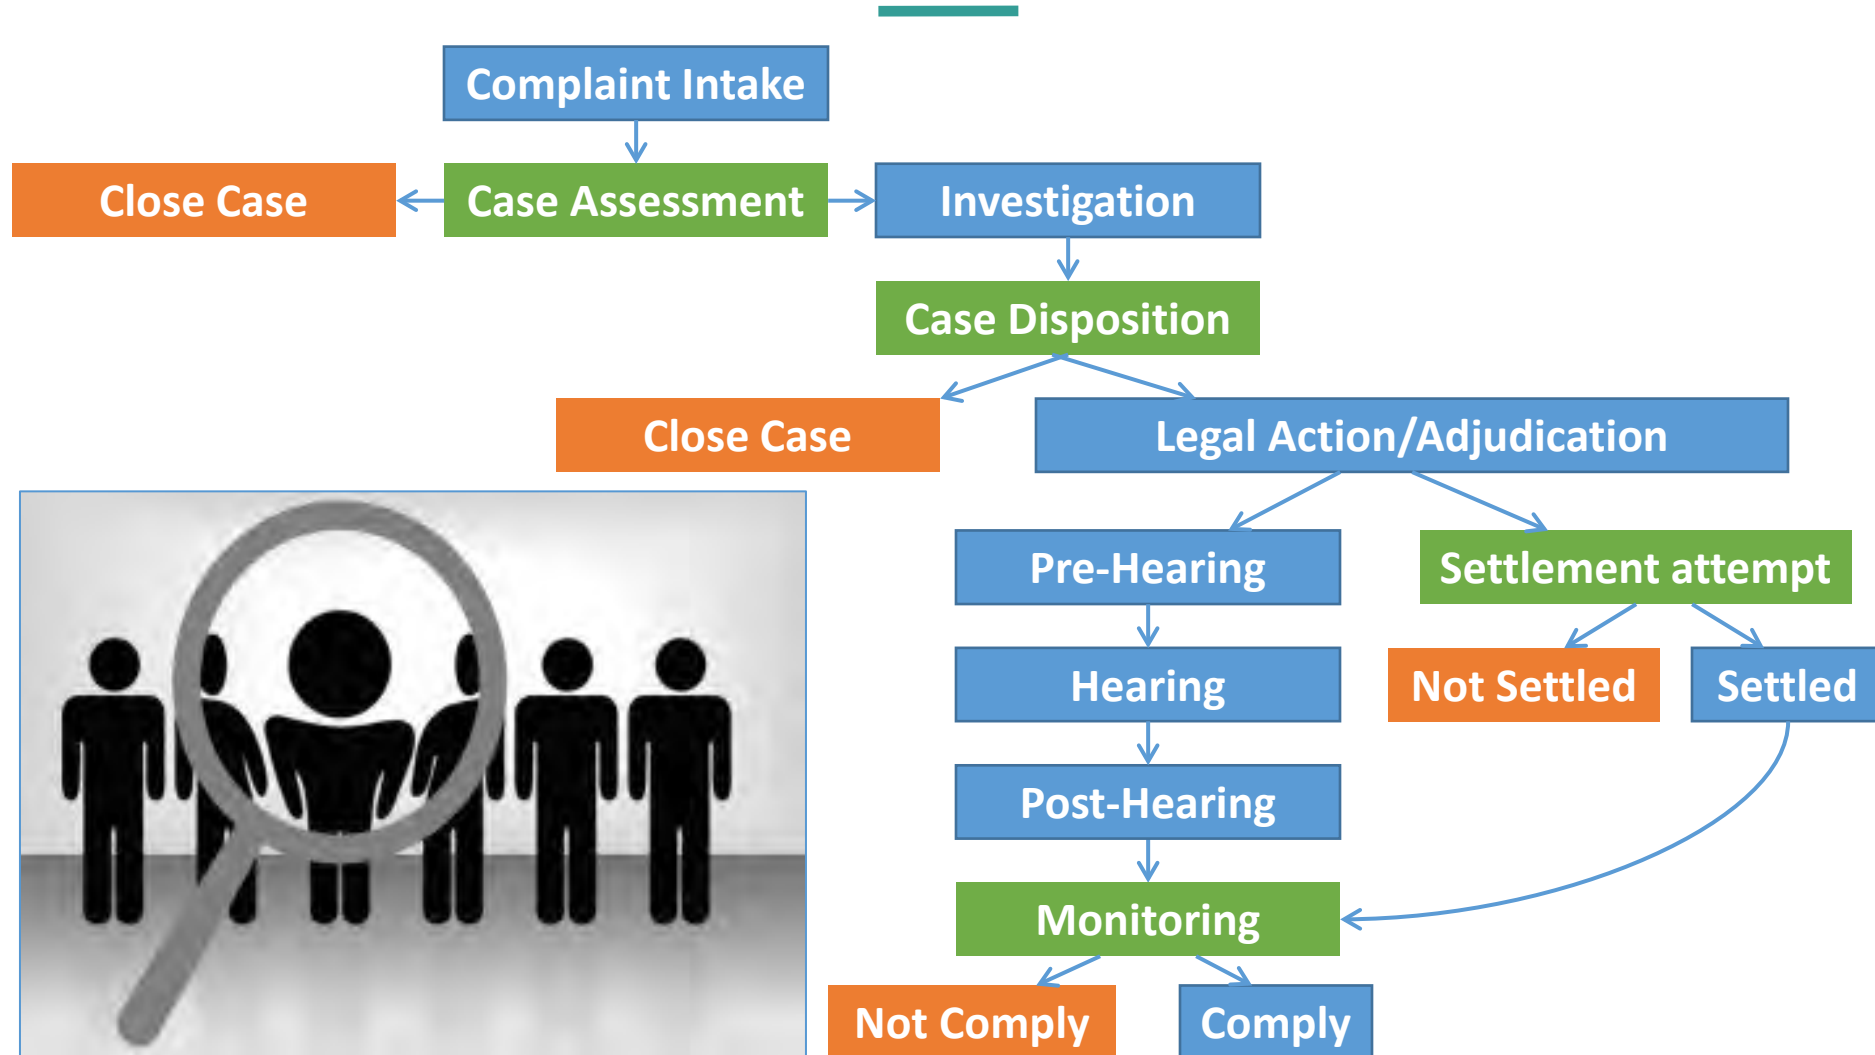 Complaint Intake
Close Case
Case Assessment
Investigation
Case Disposition
Close Case
Legal Action/Adjudication
Pre-Hearing
Settlement attempt
Hearing
Not Settled
Settled
Post-Hearing
Monitoring
Not Comply
Comply